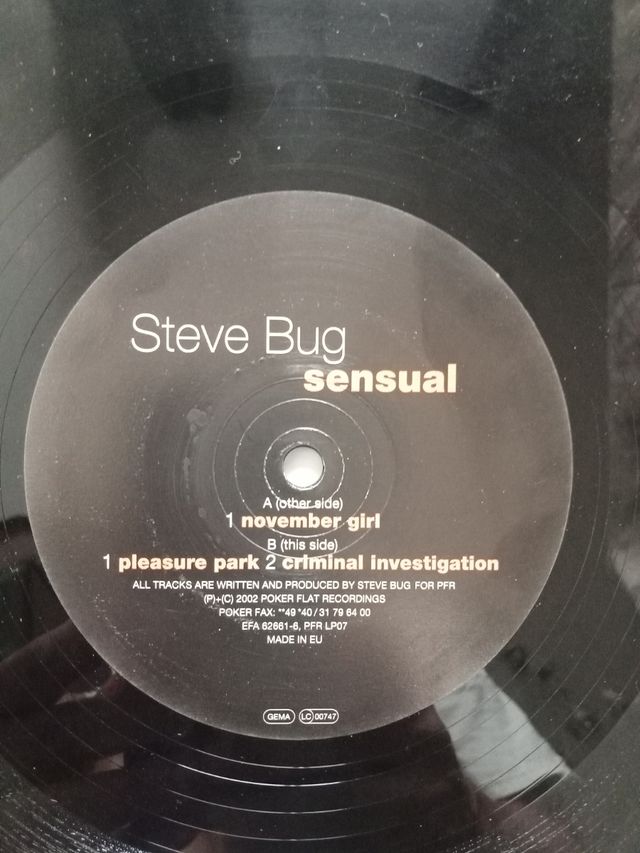 Steve Bug
sensual
A (other side)
1 november girl
B (this side)
1 pleasure park 2 criminal investigation
ALL TRACKS ARE WRITTEN AND PRODUCED BY STEVE BUG FOR PFR
(P)+(C) 2002 POKER FLAT RECORDINGS
POKER FAX: **49 *40 / 31 79 64 00
EFA 62661-6, PFR LP07
MADE IN EU
GEMA LC 00747